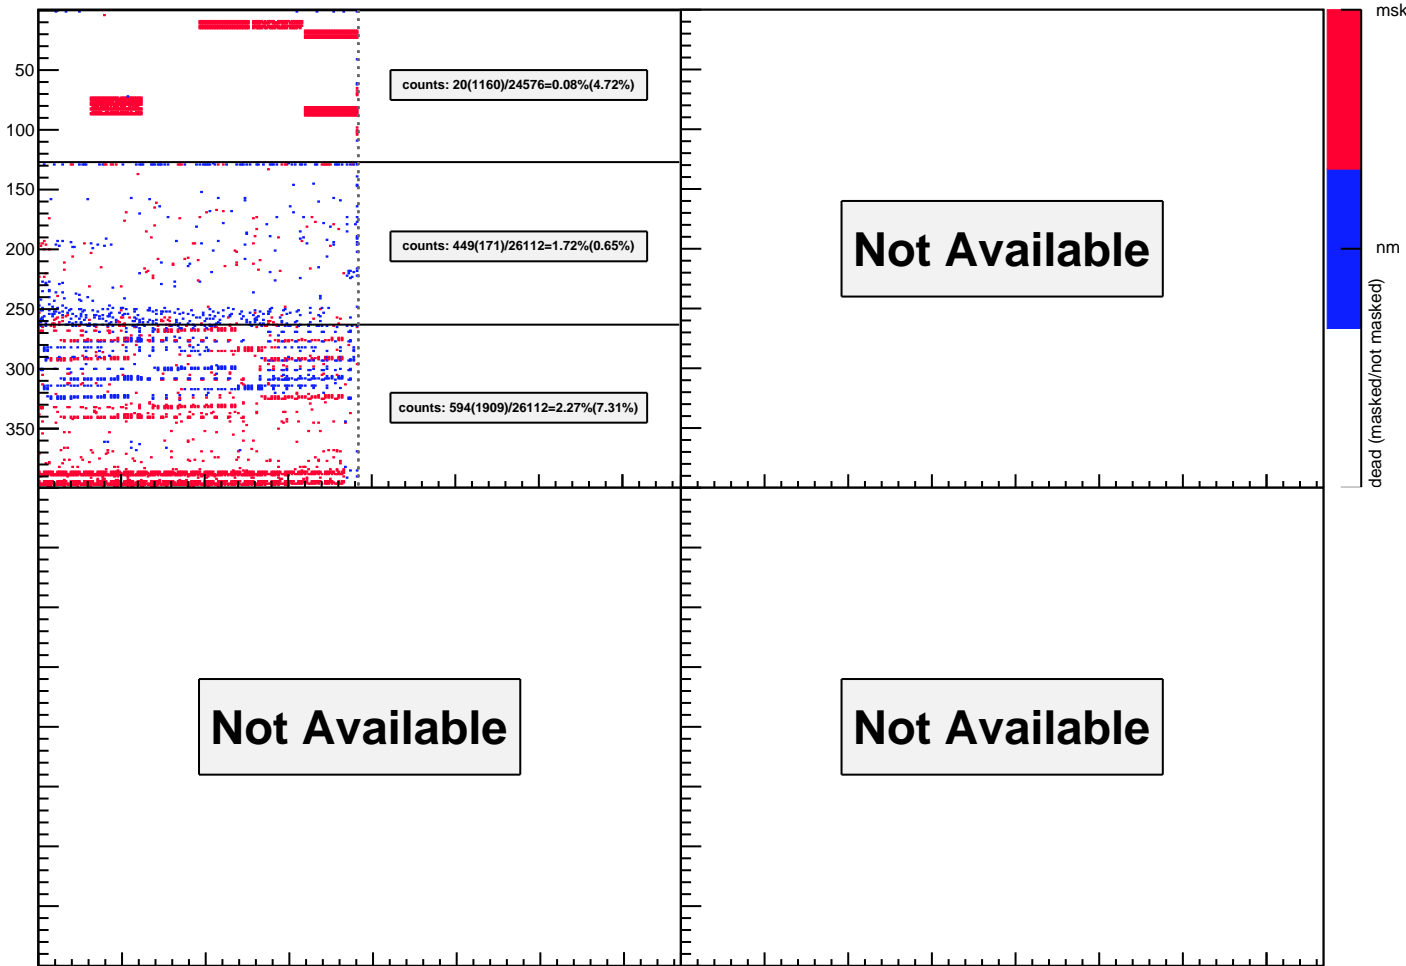 msk
50
counts: 20(1160)/24576=0.08%(4.72%)
100
150
200
counts: 449(171)/26112=1.72%(0.65%)
Not Available
nm
250
300
350
counts: 594(1909)/26112=2.27%(7.31%)
dead (masked/not masked)
Not Available
Not Available